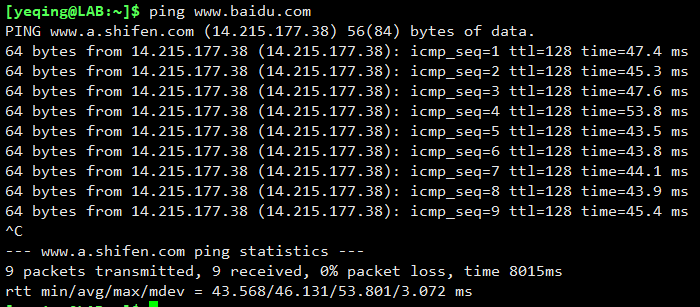 [yeqing@LAB:~]$ ping www.baidu.com
PING www.a.shifen.com (14.215.177.38) 56(84) bytes of data.
64 bytes from 14.215.177.38 (14.215.177.38): icmp_seq=1 ttl=128 time=47.4 ms
64 bytes from 14.215.177.38 (14.215.177.38): icmp_seq=2 ttl=128 time=45.3 ms
64 bytes from 14.215.177.38 (14.215.177.38): icmp_seq=3 ttl=128 time=47.6 ms
64 bytes from 14.215.177.38 (14.215.177.38): icmp_seq=4 ttl=128 time=53.8 ms
64 bytes from 14.215.177.38 (14.215.177.38): icmp_seq=5 ttl=128 time=43.5 ms
64 bytes from 14.215.177.38 (14.215.177.38): icmp_seq=6 ttl=128 time=43.8 ms
64 bytes from 14.215.177.38 (14.215.177.38): icmp_seq=7 ttl=128 time=44.1 ms
64 bytes from 14.215.177.38 (14.215.177.38): icmp_seq=8 ttl=128 time=43.9 ms
64 bytes from 14.215.177.38 (14.215.177.38): icmp_seq=9 ttl=128 time=45.4 ms
^C
--- www.a.shifen.com ping statistics ---
9 packets transmitted, 9 received, 0% packet loss, time 8015ms
rtt min/avg/max/mdev = 43.568/46.131/53.801/3.072 ms